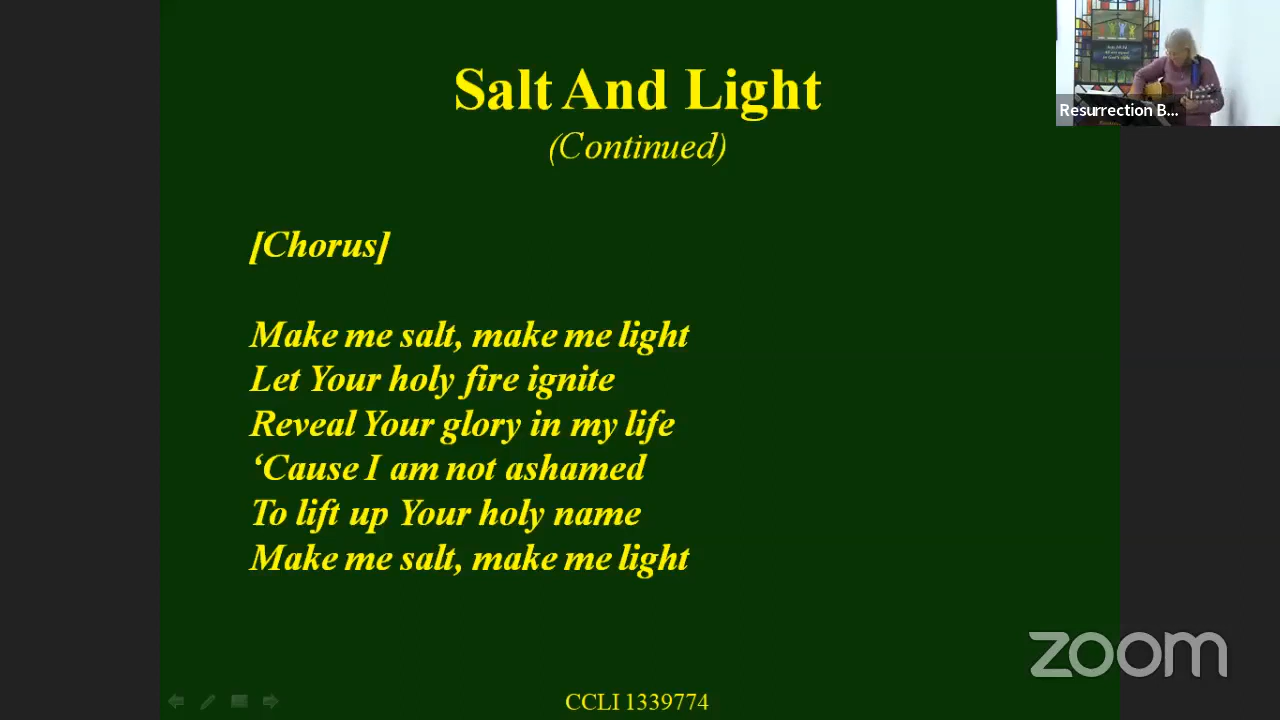 Salt And Light
(Continued)
[Chorus]
Make me salt, make me light
Let Your holy fire ignite
Reveal Your glory in my life
‘Cause I am not ashamed
To lift up Your holy name
Make me salt, make me light
CCLI 1339774
Resurrection B...
zoom